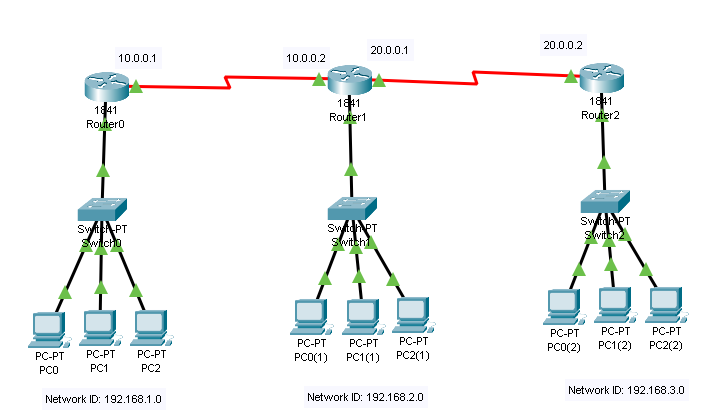 10.0.0.1
10.0.0.2
20.0.0.1
20.0.0.2
1841
Router0
1841
Router1
1841
Router2
Switch-PT
Switch0
Switch-PT
Switch1
Switch-PT
Switch2
PC-PT
PC0
PC-PT
PC1
PC-PT
PC2
PC-PT
PC0(1)
PC-PT
PC1(1)
PC-PT
PC2(1)
PC-PT
PC0(2)
PC-PT
PC1(2)
PC-PT
PC2(2)
Network ID: 192.168.1.0
Network ID: 192.168.2.0
Network ID: 192.168.3.0